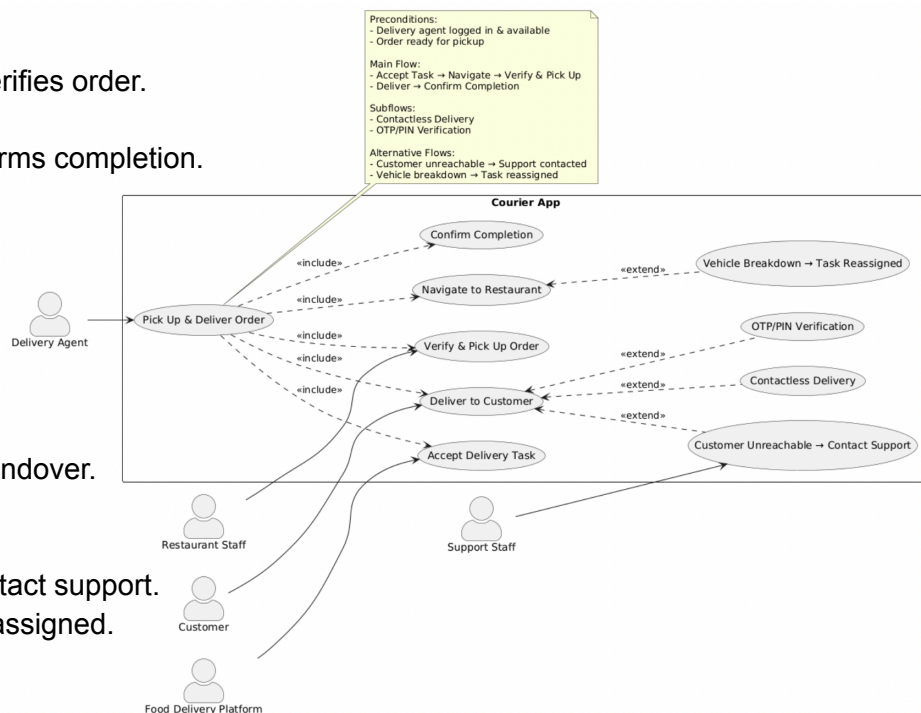 erifies order.
rms completion.
ndover.
tact support.
assigned.
Preconditions:
- Delivery agent logged in & available
- Order ready for pickup
Main Flow:
- Accept Task → Navigate → Verify & Pick Up
- Deliver → Confirm Completion
Subflows:
- Contactless Delivery
- OTP/PIN Verification
Alternative Flows:
- Customer unreachable → Support contacted
- Vehicle breakdown → Task reassigned
Courier App
Confirm Completion
«include»
Vehicle Breakdown → Task Reassigned
«extend»
Navigate to Restaurant
«include»
Pick Up & Deliver Order
Delivery Agent
OTP/PIN Verification
«include»
Verify & Pick Up Order
«extend»
«include»
Contactless Delivery
«extend»
Deliver to Customer
«include»
«extend»
Customer Unreachable → Contact Support
Accept Delivery Task
Restaurant Staff
Support Staff
Customer
Food Delivery Platform